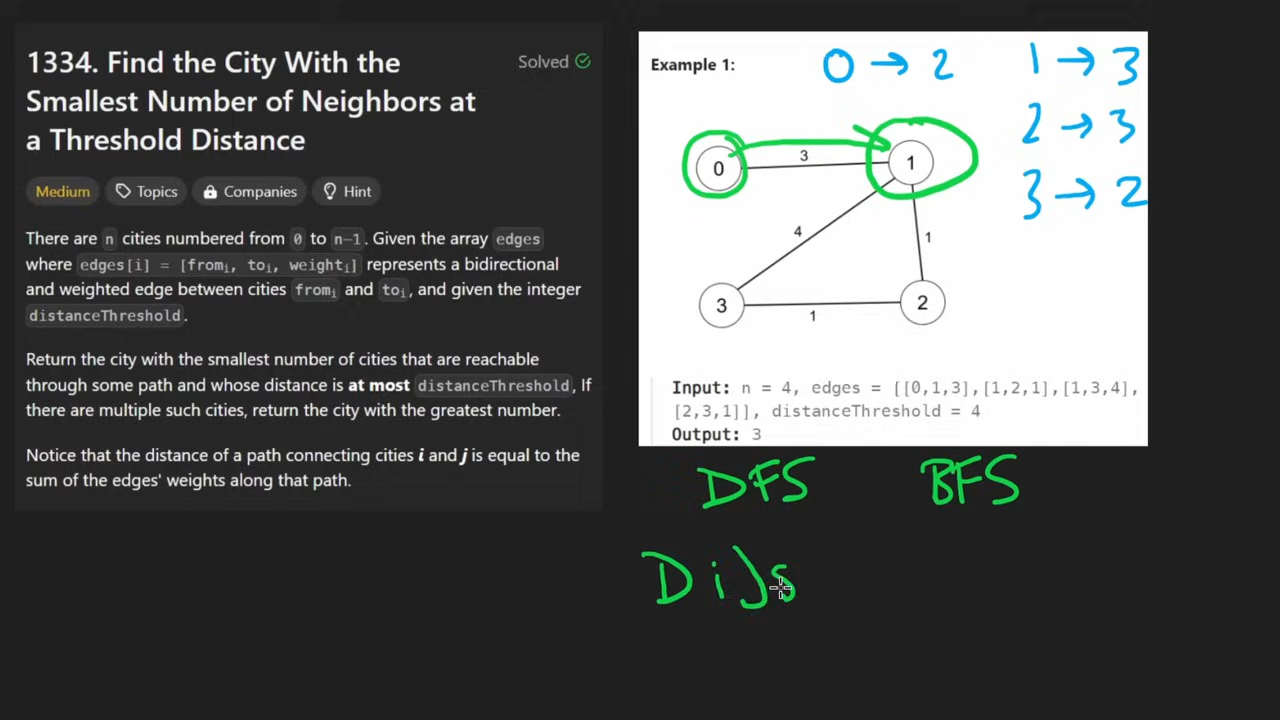 1334. Find the City With the
Smallest Number of Neighbors at
a Threshold Distance
Solved
Medium
Topics
Companies
Hint
There are n cities numbered from 0 to n-1. Given the array edges
where edges[i] = [fromi, toi, weighti] represents a bidirectional
and weighted edge between cities fromi and toi, and given the integer
distanceThreshold.
Return the city with the smallest number of cities that are reachable
through some path and whose distance is at most distanceThreshold, If
there are multiple such cities, return the city with the greatest number.
Notice that the distance of a path connecting cities i and j is equal to the
sum of the edges' weights along that path.
Example 1:
0 → 2
1 → 3
2 → 3
3 → 2
0
3
1
4
1
3
1
2
Input: n = 4, edges = [[0,1,3],[1,2,1],[1,3,4],
[2,3,1]], distanceThreshold = 4
Output: 3
DFS
BFS
DiJs